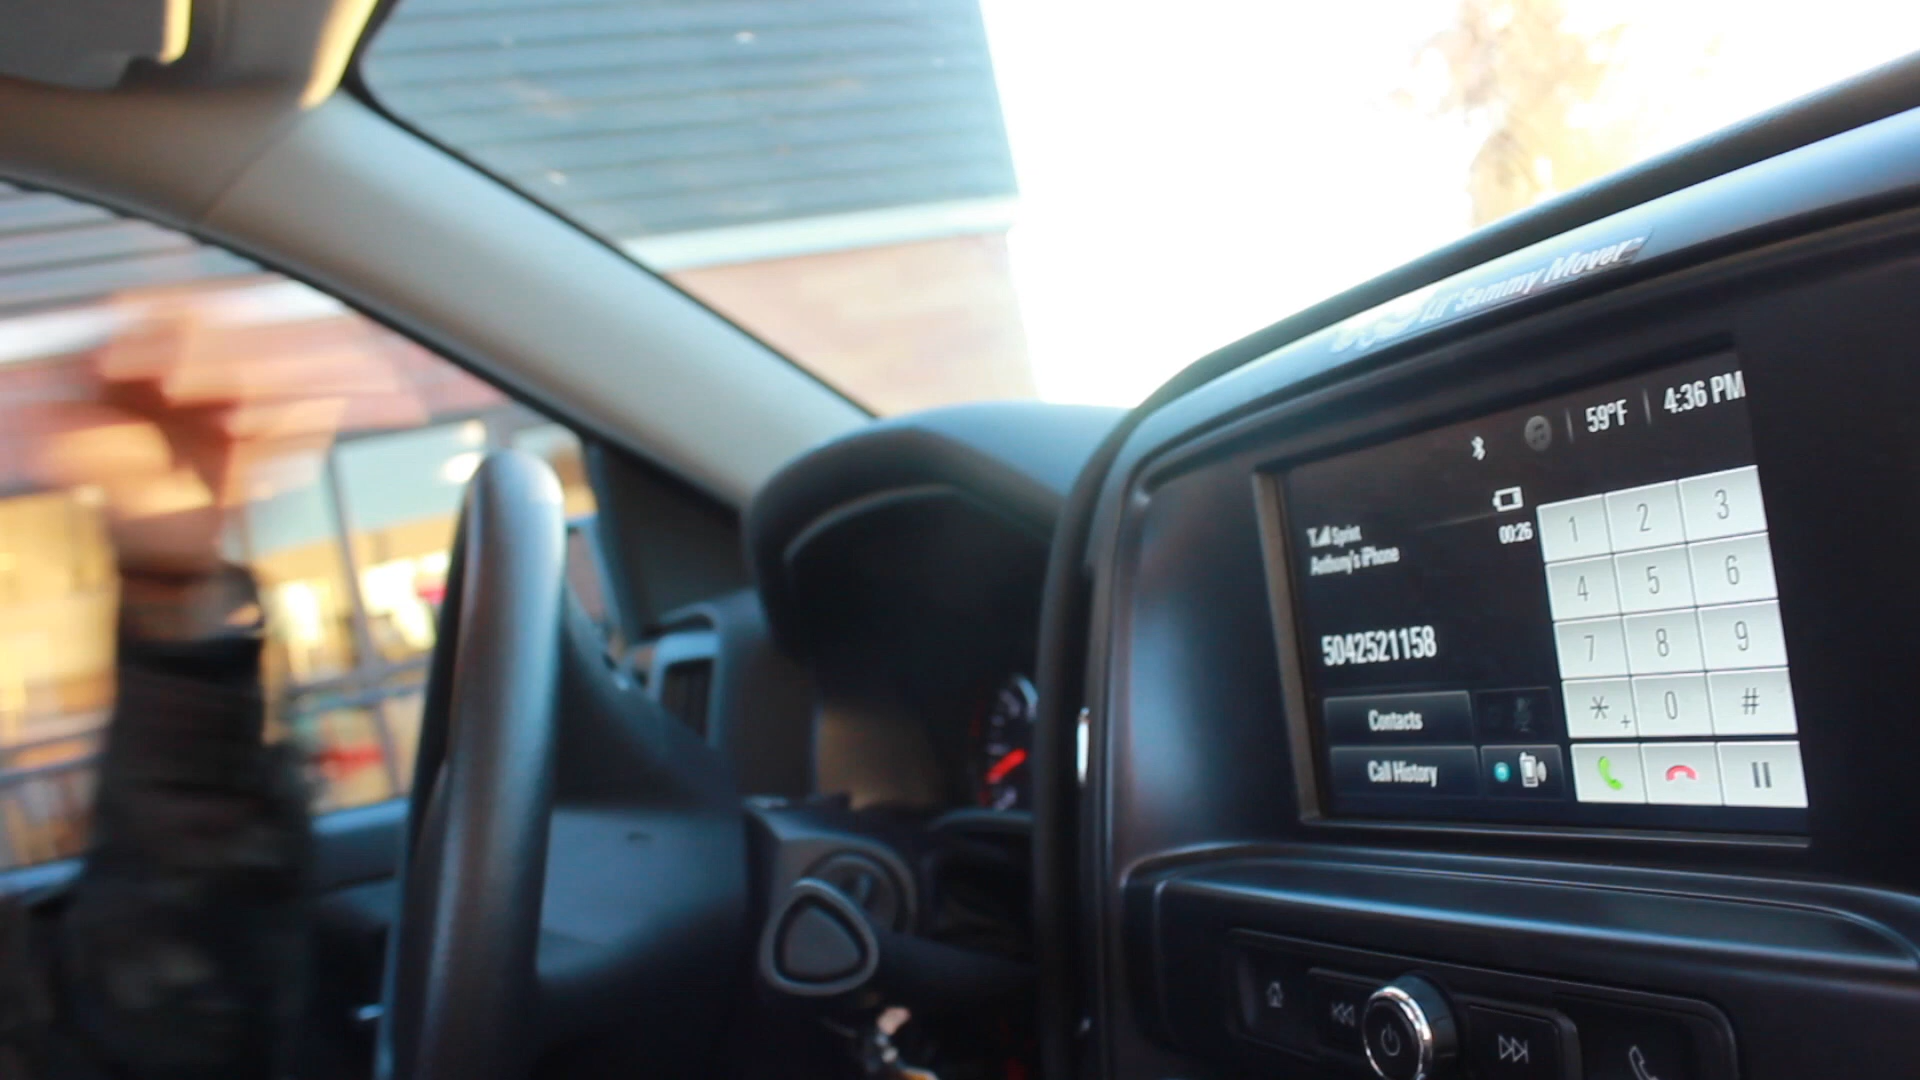 Lil' Sammy Mover
59°F | 4:36 PM
Sprint
00:26
Anthony's iPhone
5042521158
1 2 3
4 5 6
7 8 9
* + 0 #
Contacts
Call History